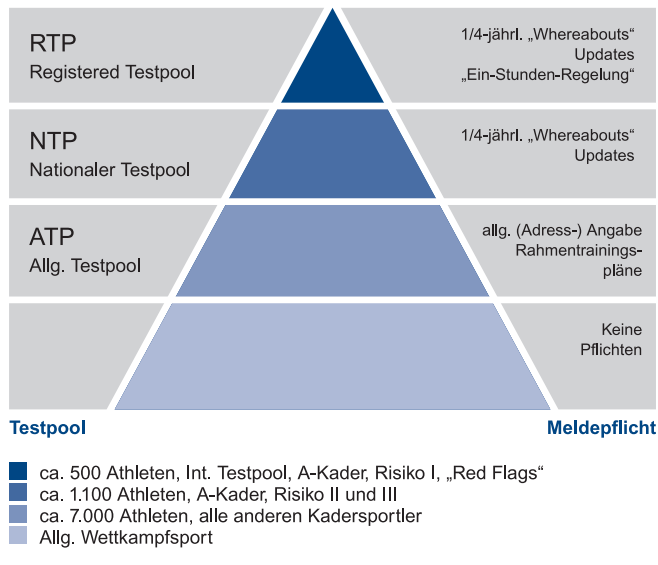 RTP
Registered Testpool
1/4-jährl. „Whereabouts“
Updates
„Ein-Stunden-Regelung“
NTP
Nationaler Testpool
1/4-jährl. „Whereabouts“
Updates
ATP
Allg. Testpool
allg. (Adress-) Angabe
Rahmentrainings-
pläne
Keine
Pflichten
Testpool
Meldepflicht
ca. 500 Athleten, Int. Testpool, A-Kader, Risiko I, „Red Flags“
ca. 1.100 Athleten, A-Kader, Risiko II und III
ca. 7.000 Athleten, alle anderen Kadersportler
Allg. Wettkampfsport